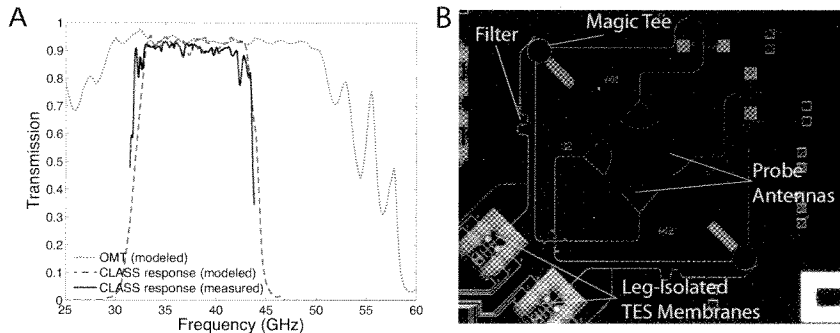 A
1
0.9
0.8
0.7
0.6
0.5
0.4
0.3
0.2
0.1
0
Transmission
OMT (modeled)
CLASS response (modeled)
CLASS response (measured)
25 30 35 40 45 50 55 60
Frequency (GHz)
B
Magic Tee
Filter
Probe
Antennas
Leg-Isolated
TES Membranes